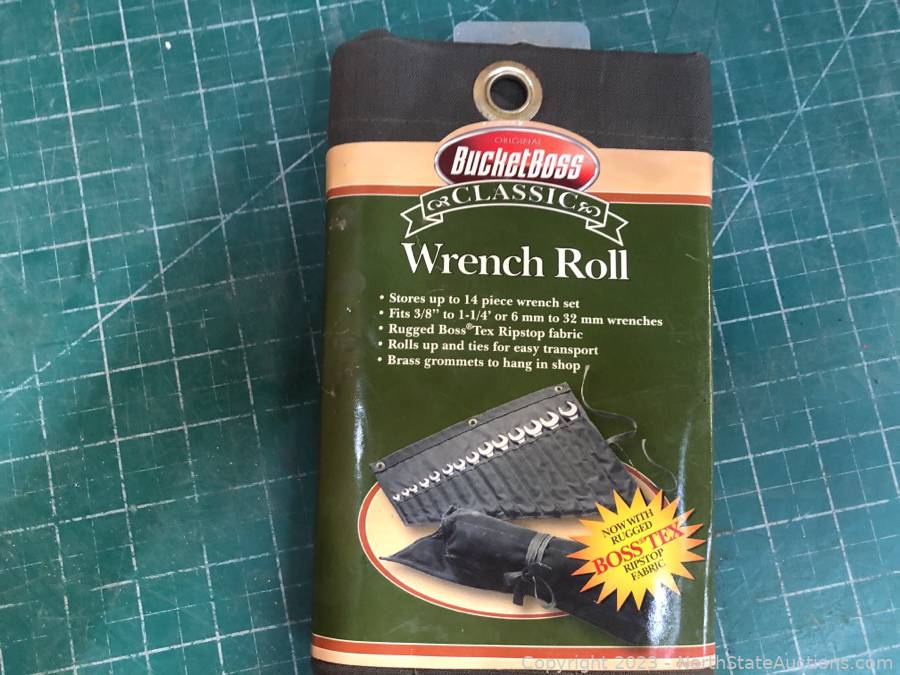 ORIGINAL
BUCKETBOSS
CLASSIC
Wrench Roll
• Stores up to 14 piece wrench set
• Fits 3/8" to 1-1/4' or 6 mm to 32 mm wrenches
• Rugged Boss®Tex Ripstop fabric
• Rolls up and ties for easy transport
• Brass grommets to hang in shop
NOW WITH
RUGGED
BOSS®TEX
RIPSTOP
FABRIC
Copyright 2023 - NorthStateAuctions.com